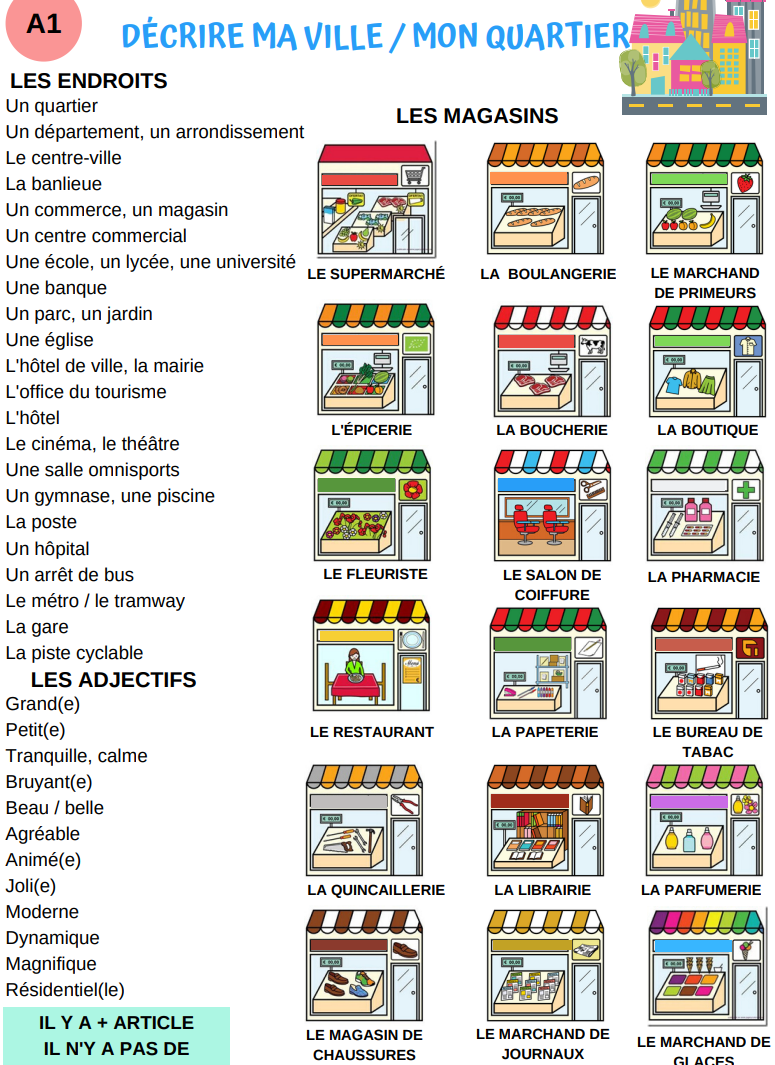 A1
DÉCRIRE MA VILLE / MON QUARTIER
LES ENDROITS
Un quartier
Un département, un arrondissement
Le centre-ville
La banlieue
Un commerce, un magasin
Un centre commercial
Une école, un lycée, une université
Une banque
Un parc, un jardin
Une église
L'hôtel de ville, la mairie
L'office du tourisme
L'hôtel
Le cinéma, le théâtre
Une salle omnisports
Un gymnase, une piscine
La poste
Un hôpital
Un arrêt de bus
Le métro / le tramway
La gare
La piste cyclable
LES ADJECTIFS
Grand(e)
Petit(e)
Tranquille, calme
Bruyant(e)
Beau / belle
Agréable
Animé(e)
Joli(e)
Moderne
Dynamique
Magnifique
Résidentiel(le)
IL Y A + ARTICLE
IL N'Y A PAS DE
LES MAGASINS
LE SUPERMARCHÉ
LA BOULANGERIE
LE MARCHAND
DE PRIMEURS
L'ÉPICERIE
LA BOUCHERIE
LA BOUTIQUE
LE FLEURISTE
LE SALON DE
COIFFURE
LA PHARMACIE
LE RESTAURANT
LA PAPETERIE
LE BUREAU DE
TABAC
LA QUINCAILLERIE
LA LIBRAIRIE
LA PARFUMERIE
LE MAGASIN DE
CHAUSSURES
LE MARCHAND DE
JOURNAUX
LE MARCHAND DE
GLACES